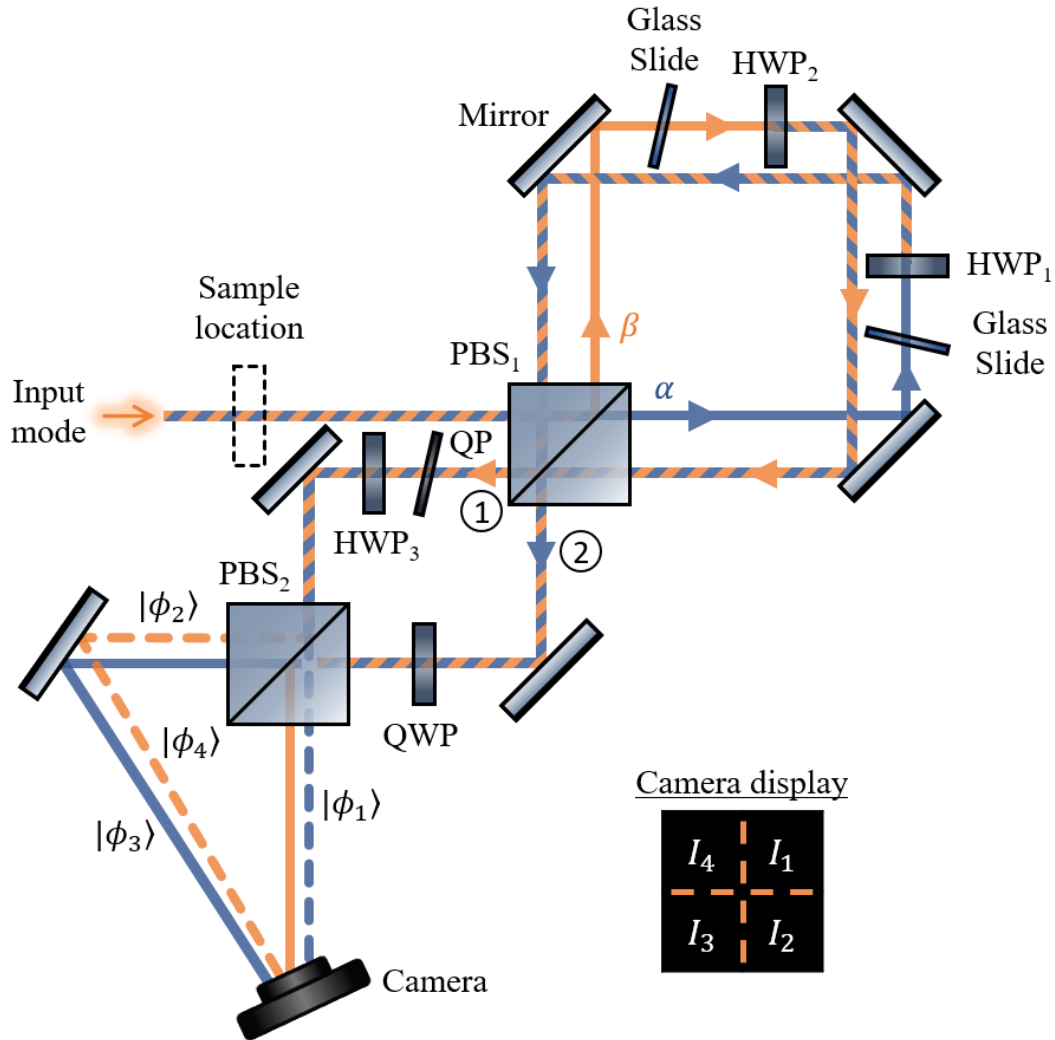 Glass
Slide
HWP₂
Mirror
HWP₁
Sample
location
Glass
Slide
β
PBS₁
α
Input
mode
QP
①
HWP₃
②
PBS₂
|ϕ₂⟩
QWP
|ϕ₄⟩
|ϕ₁⟩
|ϕ₃⟩
Camera display
I₄ I₁
I₃ I₂
Camera